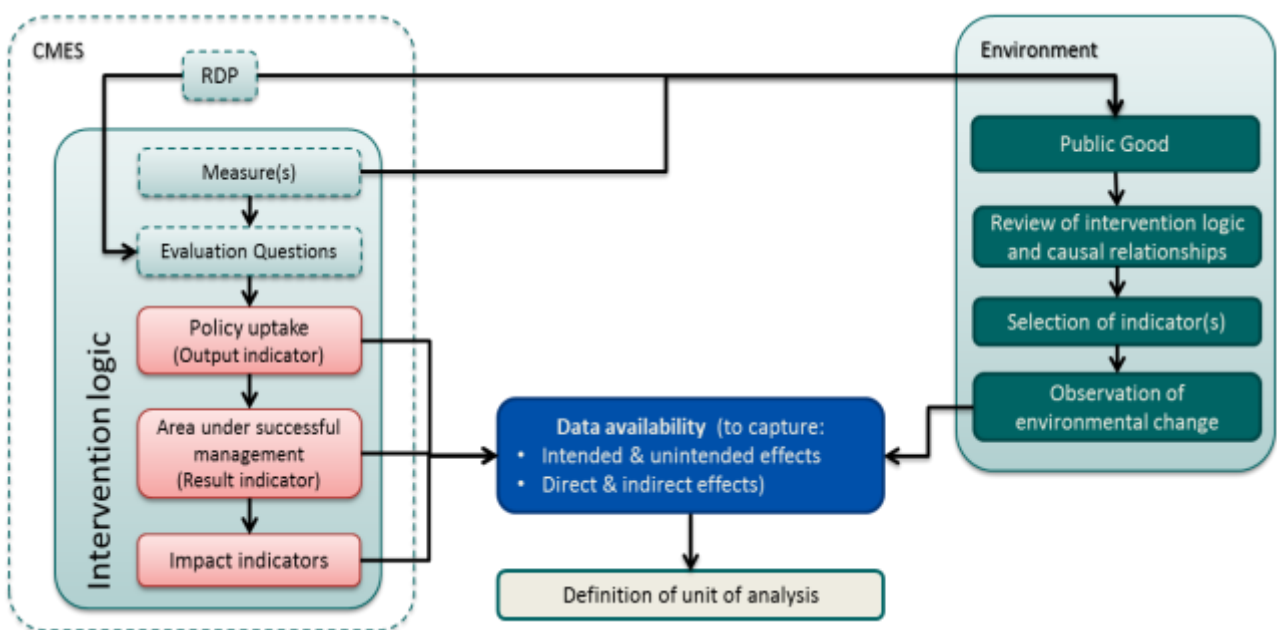 CMES
RDP
Intervention logic
Measure(s)
Evaluation Questions
Policy uptake
(Output indicator)
Area under successful
management
(Result indicator)
Impact indicators
Data availability (to capture:
• Intended & unintended effects
• Direct & indirect effects)
Definition of unit of analysis
Environment
Public Good
Review of intervention logic
and causal relationships
Selection of indicator(s)
Observation of
environmental change